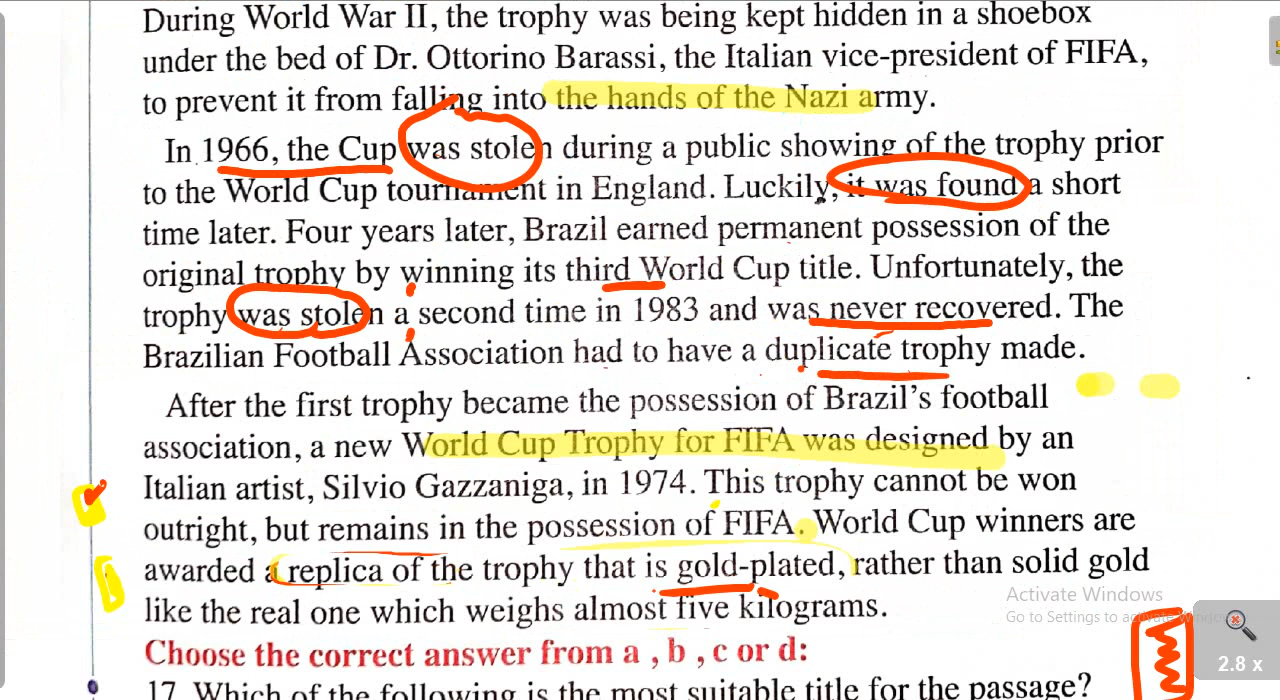 During World War II, the trophy was being kept hidden in a shoebox
under the bed of Dr. Ottorino Barassi, the Italian vice-president of FIFA,
to prevent it from falling into the hands of the Nazi army.
In 1966, the Cup was stolen during a public showing of the trophy prior
to the World Cup tournament in England. Luckily, it was found a short
time later. Four years later, Brazil earned permanent possession of the
original trophy by winning its third World Cup title. Unfortunately, the
trophy was stolen a second time in 1983 and was never recovered. The
Brazilian Football Association had to have a duplicate trophy made.
After the first trophy became the possession of Brazil's football
association, a new World Cup Trophy for FIFA was designed by an
Italian artist, Silvio Gazzaniga, in 1974. This trophy cannot be won
outright, but remains in the possession of FIFA. World Cup winners are
awarded a replica of the trophy that is gold-plated, rather than solid gold
like the real one which weighs almost five kilograms.
Activate Windows
Go to Settings to activate Windows.
2.8 x
Choose the correct answer from a , b , c or d:
17. Which of the following is the most suitable title for the passage?